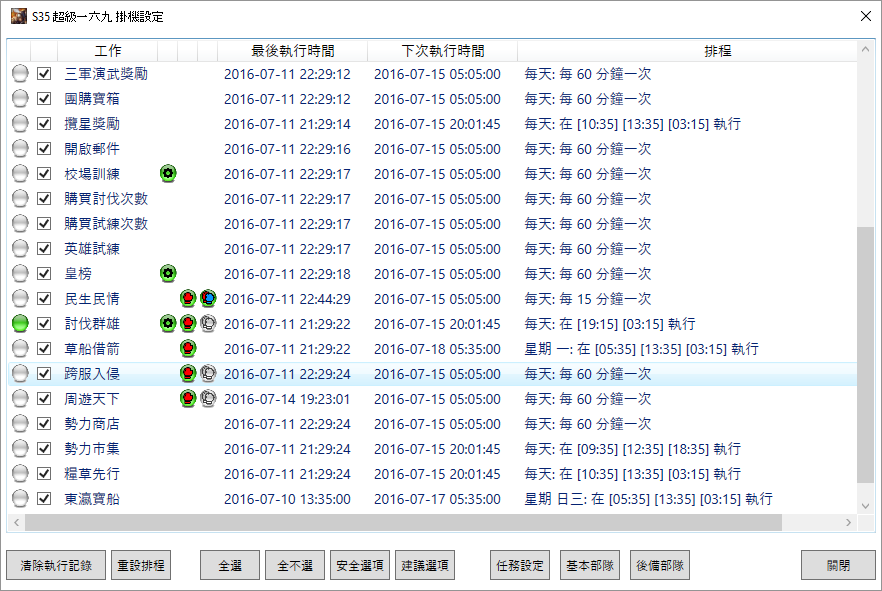 S35 超級一六九 掛機設定
工作 最後執行時間 下次執行時間 排程
三軍演武獎勵 2016-07-11 22:29:12 2016-07-15 05:05:00 每天: 每 60 分鐘一次
團購寶箱 2016-07-11 22:29:12 2016-07-15 05:05:00 每天: 每 60 分鐘一次
攬星獎勵 2016-07-11 21:29:14 2016-07-15 20:01:45 每天: 在 [10:35] [13:35] [03:15] 執行
開啟郵件 2016-07-11 22:29:16 2016-07-15 05:05:00 每天: 每 60 分鐘一次
校場訓練 2016-07-11 22:29:17 2016-07-15 05:05:00 每天: 每 60 分鐘一次
購買討伐次數 2016-07-11 22:29:17 2016-07-15 05:05:00 每天: 每 60 分鐘一次
購買試練次數 2016-07-11 22:29:17 2016-07-15 05:05:00 每天: 每 60 分鐘一次
英雄試練 2016-07-11 22:29:17 2016-07-15 05:05:00 每天: 每 60 分鐘一次
皇榜 2016-07-11 22:29:18 2016-07-15 05:05:00 每天: 每 60 分鐘一次
民生民情 2016-07-11 22:44:29 2016-07-15 05:05:00 每天: 每 15 分鐘一次
討伐群雄 2016-07-11 21:29:22 2016-07-15 20:01:45 每天: 在 [19:15] [03:15] 執行
草船借箭 2016-07-11 21:29:22 2016-07-18 05:35:00 星期 一: 在 [05:35] [13:35] [03:15] 執行
跨服入侵 2016-07-11 22:29:24 2016-07-15 05:05:00 每天: 每 60 分鐘一次
周遊天下 2016-07-14 19:23:01 2016-07-15 05:05:00 每天: 每 60 分鐘一次
勢力商店 2016-07-11 22:29:24 2016-07-15 05:05:00 每天: 每 60 分鐘一次
勢力市集 2016-07-11 21:29:24 2016-07-15 20:01:45 每天: 在 [09:35] [12:35] [18:35] 執行
糧草先行 2016-07-11 21:29:24 2016-07-15 20:01:45 每天: 在 [10:35] [13:35] [03:15] 執行
東瀛寶船 2016-07-10 13:35:00 2016-07-17 05:35:00 星期 日三: 在 [05:35] [13:35] [03:15] 執行
清除執行記錄 重設排程 全選 全不選 安全選項 建議選項 任務設定 基本部隊 後備部隊 關閉